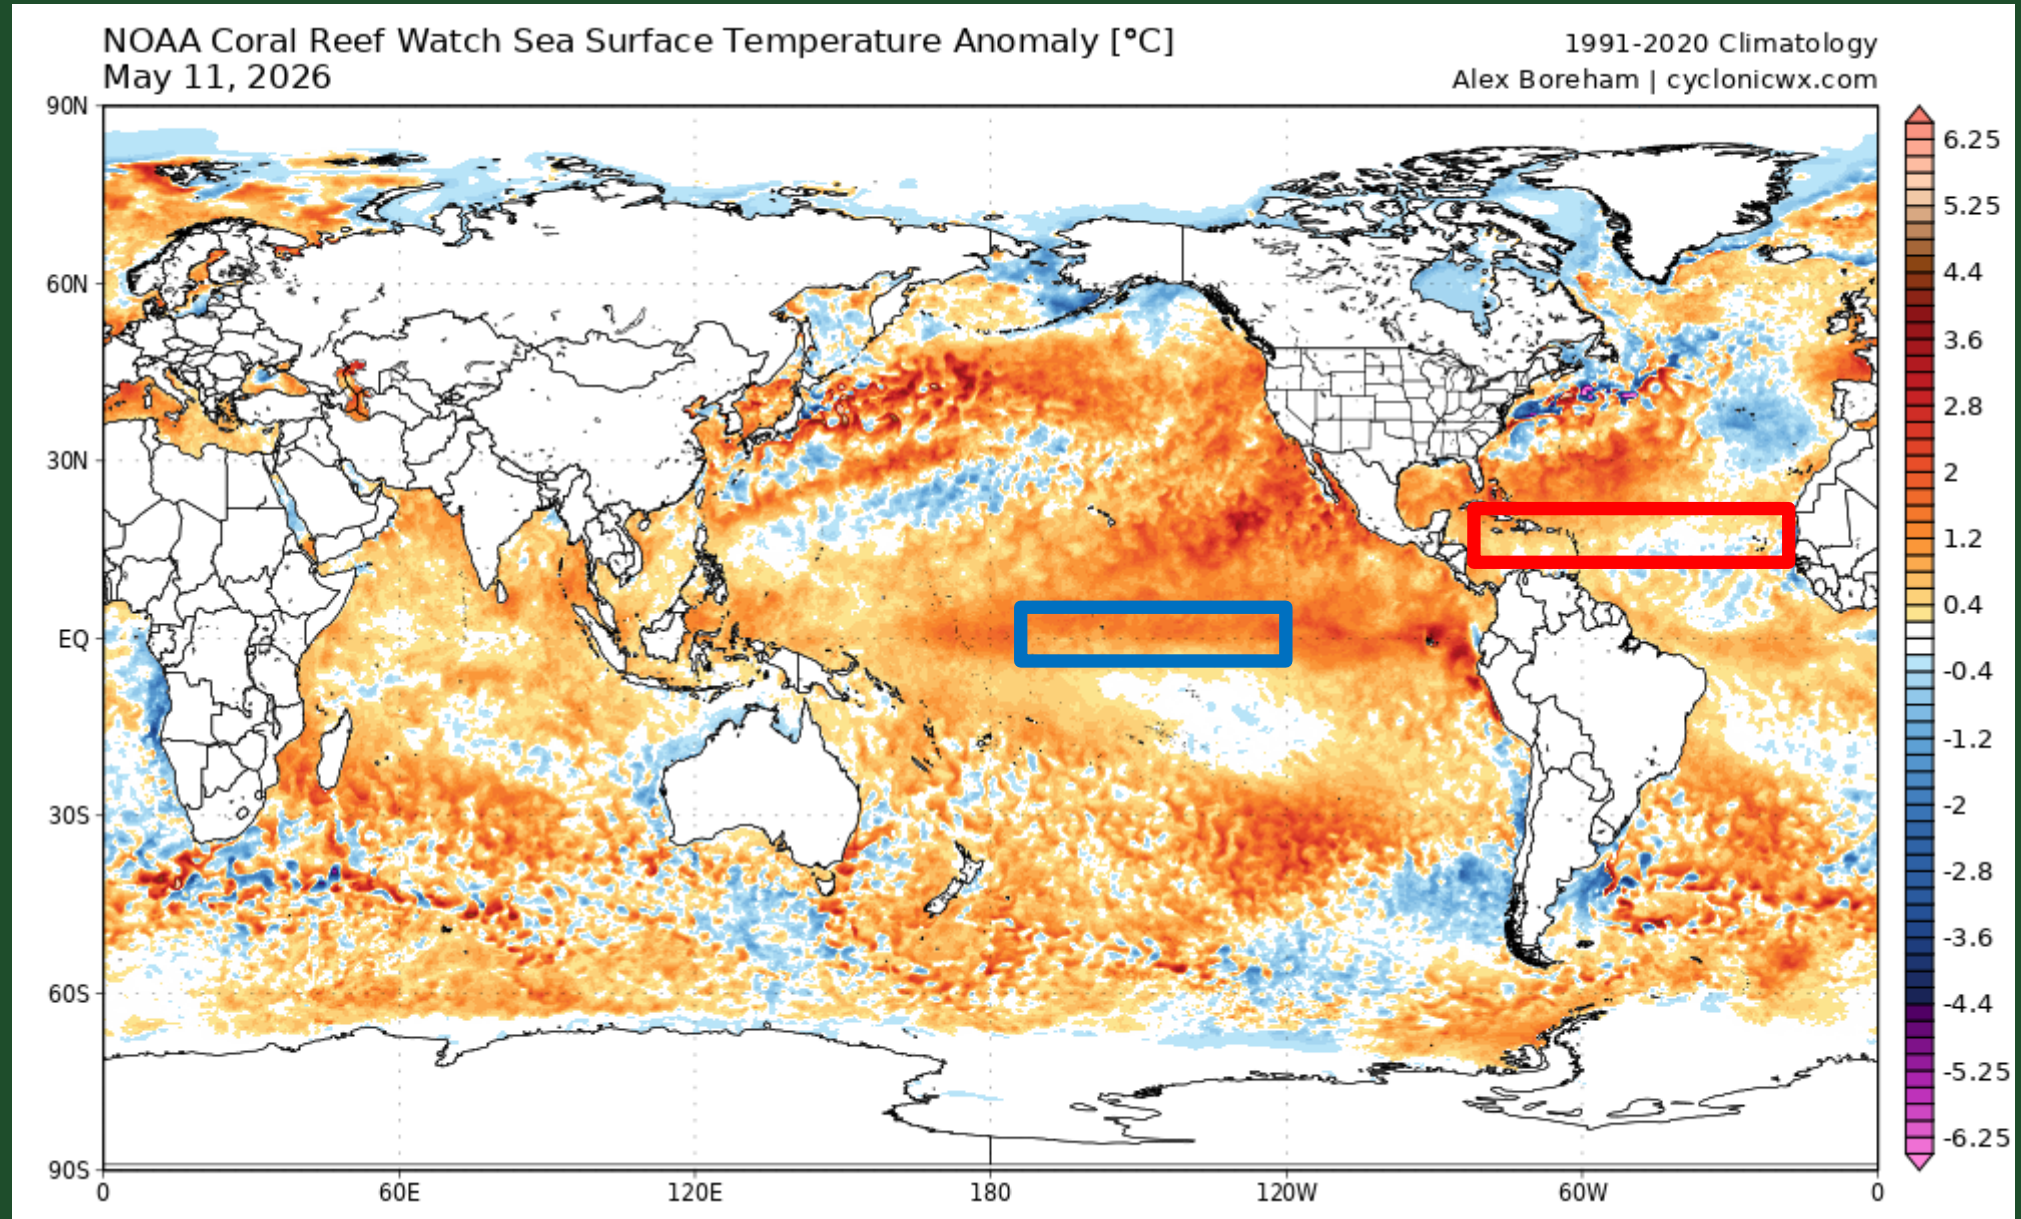 NOAA Coral Reef Watch Sea Surface Temperature Anomaly [°C]
May 11, 2026
1991-2020 Climatology
Alex Boreham | cyclonicwx.com
90N
60N
30N
EQ
30S
60S
90S
0
60E
120E
180
120W
60W
0
6.25
5.25
4.4
3.6
2.8
2
1.2
0.4
-0.4
-1.2
-2
-2.8
-3.6
-4.4
-5.25
-6.25